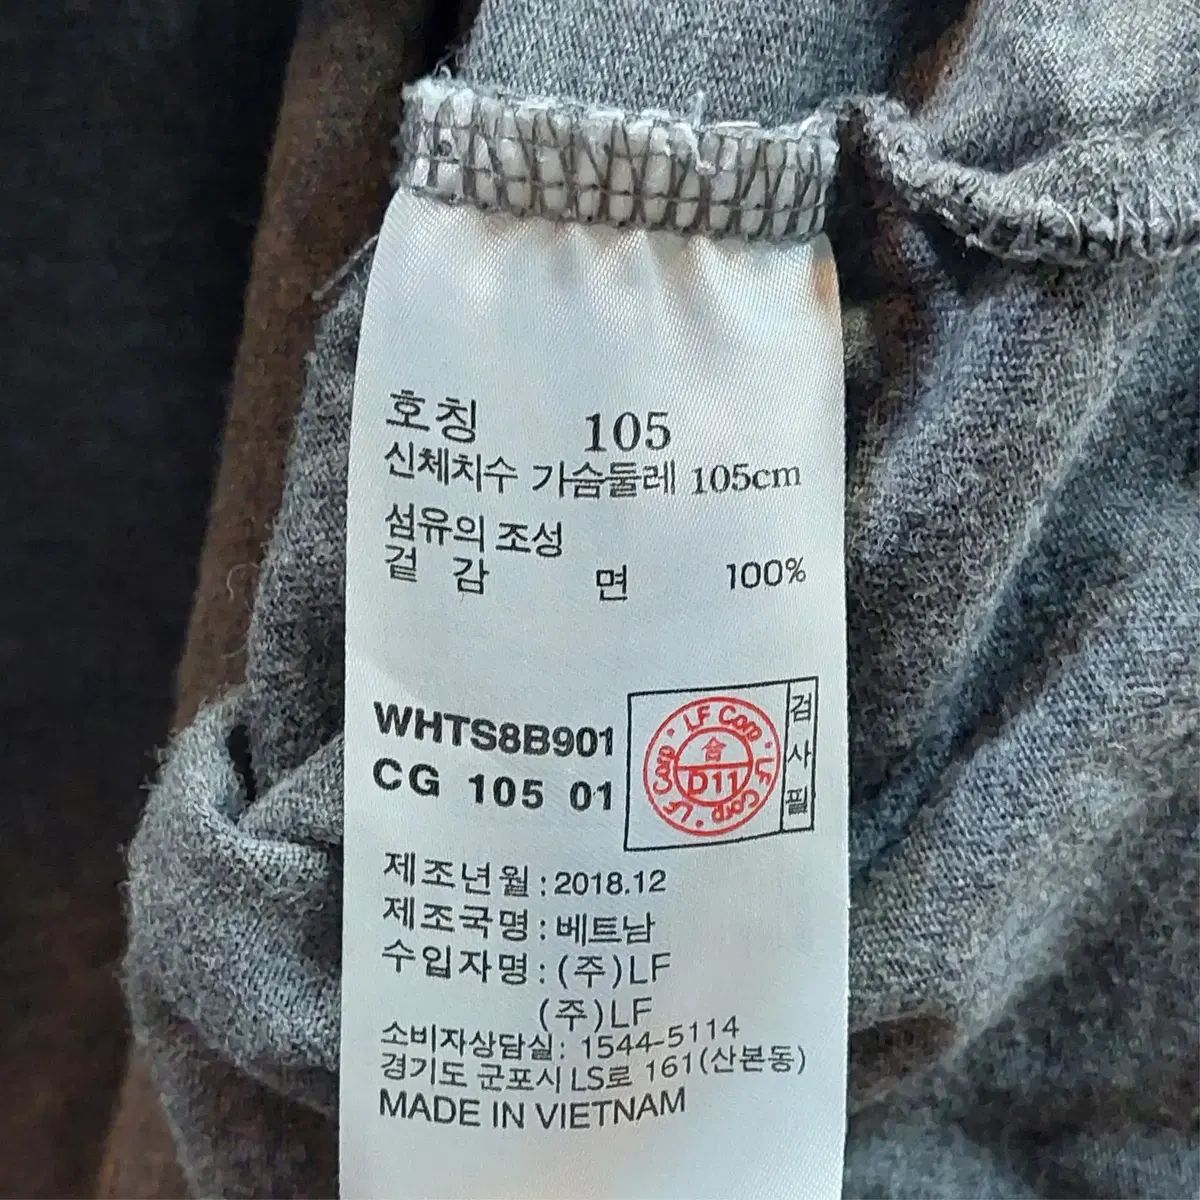 호칭 105
신체치수 가슴둘레 105cm
섬유의 조성
겉 감 면 100%
WHTS8B901
CG 105 01
LF Corp · LF Corp · LF Corp ·
合
D11
검사필
제조년월 : 2018.12
제조국명 : 베트남
수입자명 : (주)LF
(주)LF
소비자상담실: 1544-5114
경기도 군포시 LS로 161(산본동)
MADE IN VIETNAM